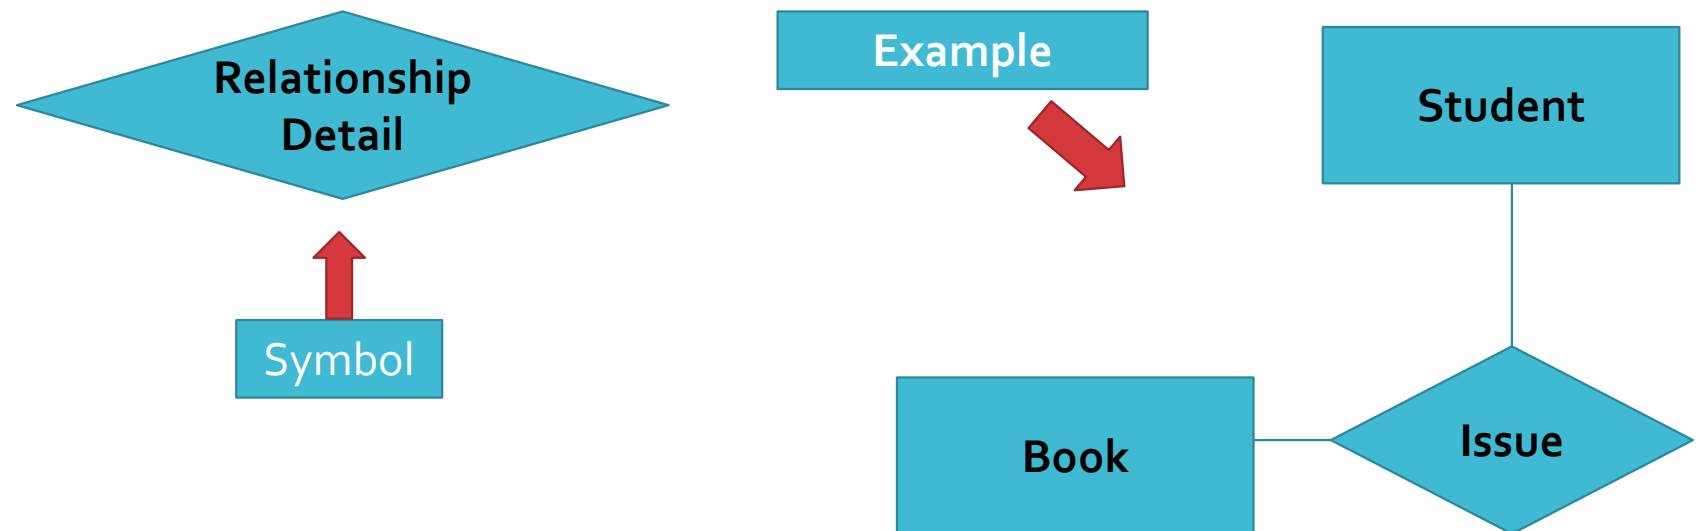 Relationship
Detail
Symbol
Example
Student
Issue
Book